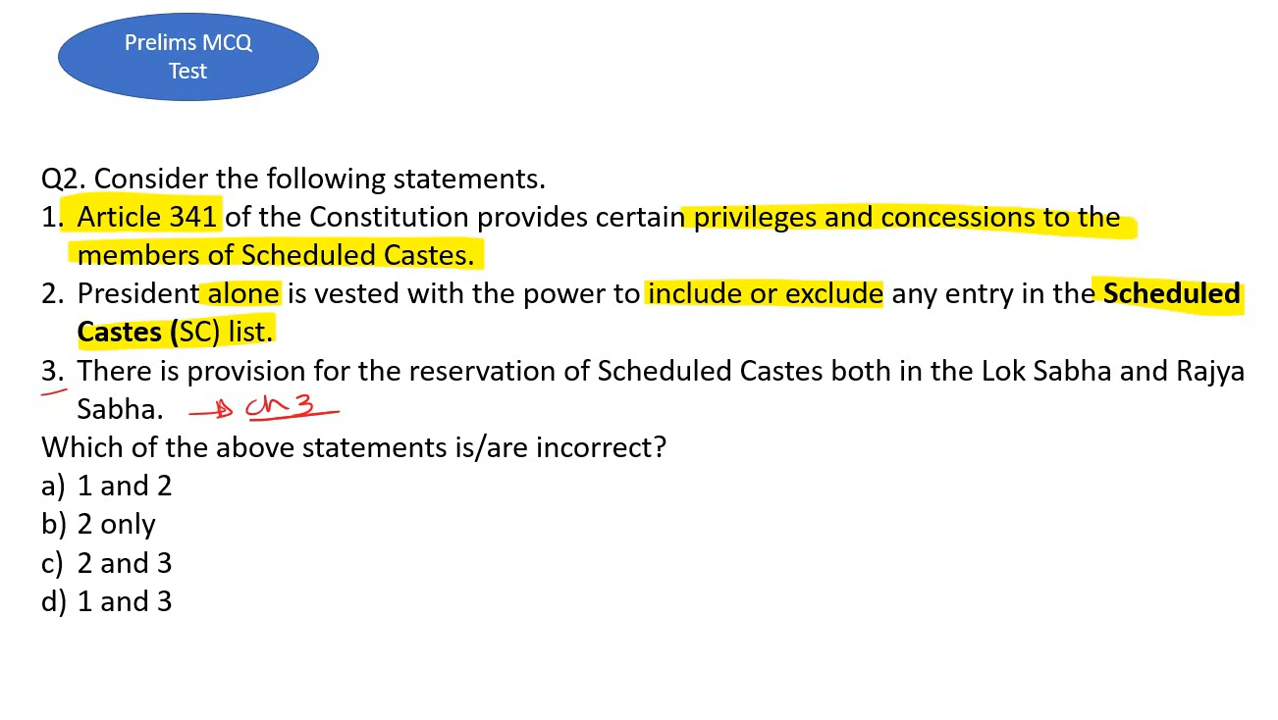 Prelims MCQ
Test
Q2. Consider the following statements.
1. Article 341 of the Constitution provides certain privileges and concessions to the
members of Scheduled Castes.
2. President alone is vested with the power to include or exclude any entry in the Scheduled
Castes (SC) list.
3. There is provision for the reservation of Scheduled Castes both in the Lok Sabha and Rajya
Sabha. → ch 3
Which of the above statements is/are incorrect?
a) 1 and 2
b) 2 only
c) 2 and 3
d) 1 and 3